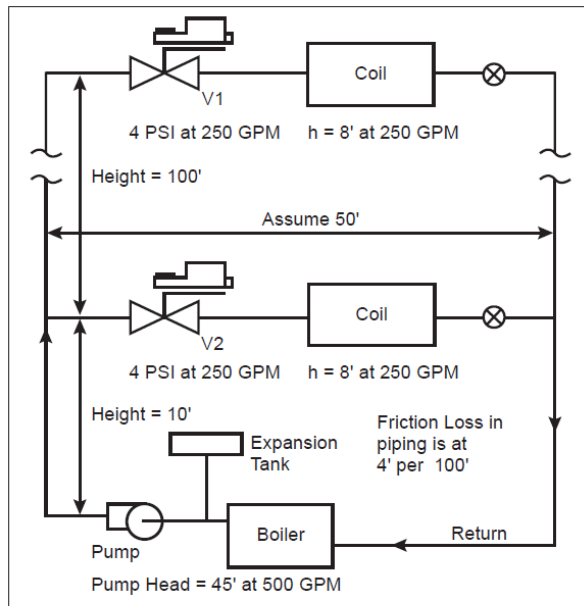 Coil
V1
4 PSI at 250 GPM
h = 8' at 250 GPM
Height = 100'
Assume 50'
Coil
V2
4 PSI at 250 GPM
h = 8' at 250 GPM
Height = 10'
Friction Loss in
piping is at
4' per 100'
Expansion
Tank
Boiler
Return
Pump
Pump Head = 45' at 500 GPM